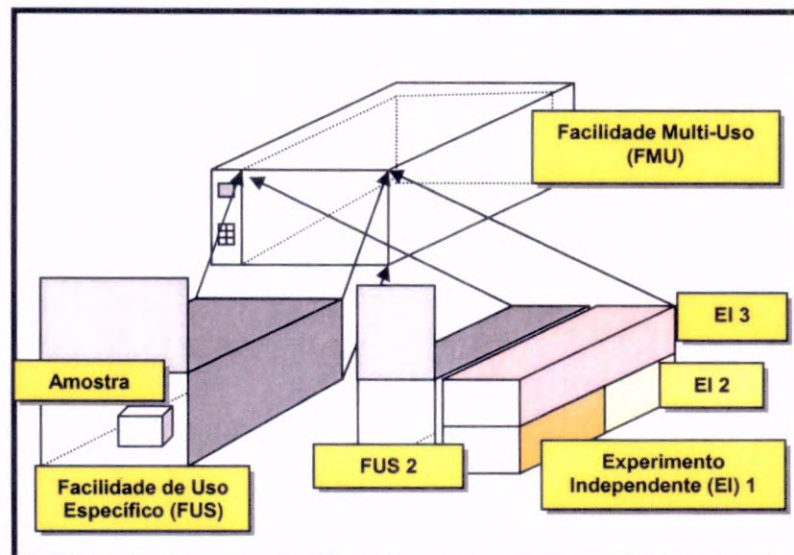 Facilidade Multi-Uso
(FMU)
EI 3
Amostra
EI 2
FUS 2
Experimento
Independente (EI) 1
Facilidade de Uso
Específico (FUS)